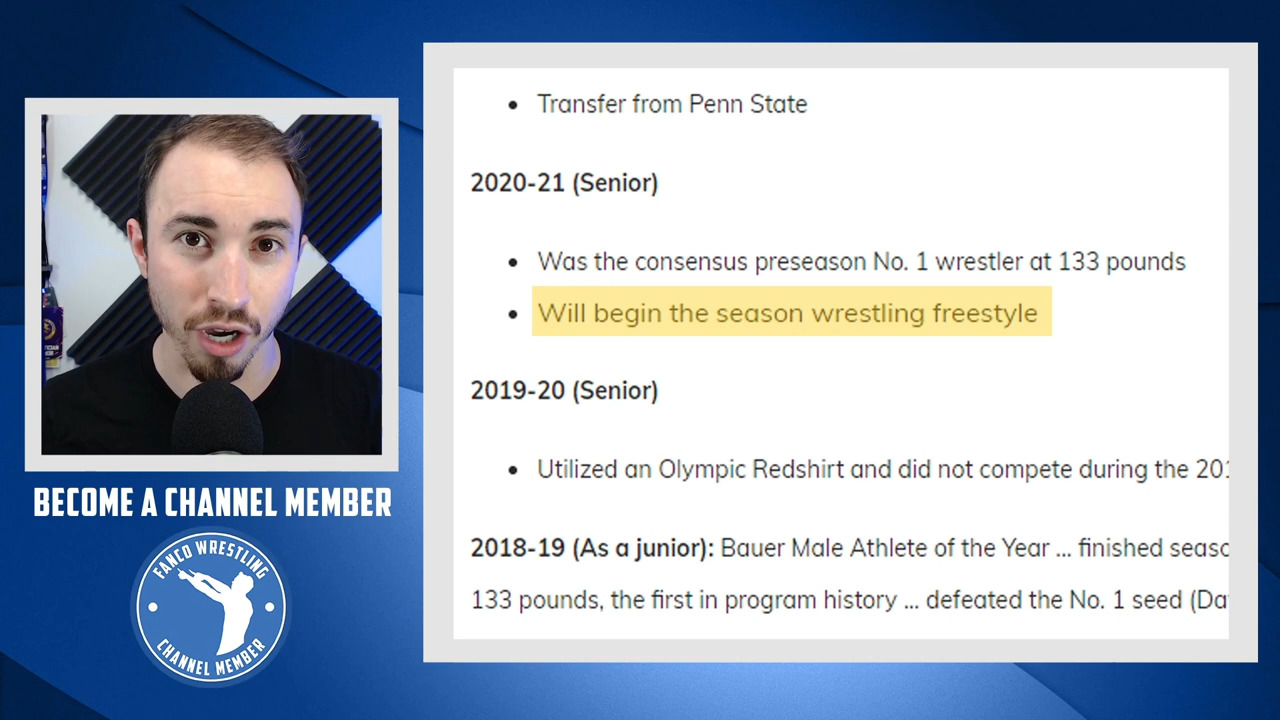 Transfer from Penn State
2020-21 (Senior)
Was the consensus preseason No. 1 wrestler at 133 pounds
Will begin the season wrestling freestyle
2019-20 (Senior)
Utilized an Olympic Redshirt and did not compete during the
2018-19 (As a junior): Bauer Male Athlete of the Year ... finished
133 pounds, the first in program history ... defeated the No. 1 seed
BECOME A CHANNEL MEMBER
FANCO WRESTLING
CHANNEL MEMBER